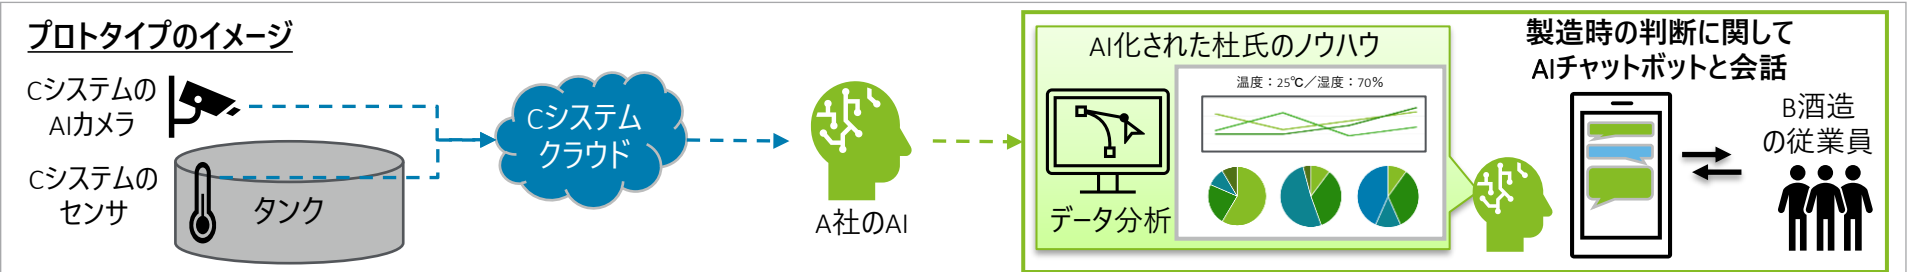 プロトタイプのイメージ
Cシステムの
AIカメラ
Cシステムの
センサ
タンク
Cシステム
クラウド
A社のAI
AI化された杜氏のノウハウ
データ分析
温度：25℃／湿度：70%
製造時の判断に関して
AIチャットボットと会話
B酒造
の従業員